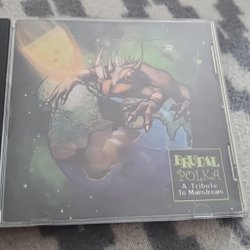 BRUTAL
POLKA
A Tribute
To Mainstream